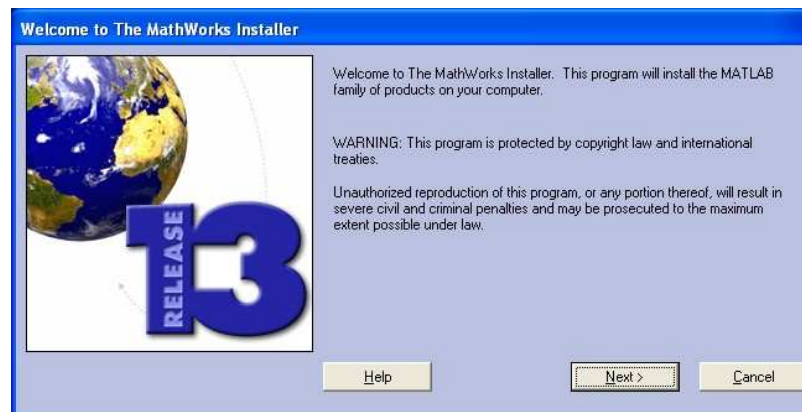 Welcome to The MathWorks Installer
Welcome to The MathWorks Installer. This program will install the MATLAB
family of products on your computer.
WARNING: This program is protected by copyright law and international
treaties.
Unauthorized reproduction of this program, or any portion thereof, will result in
severe civil and criminal penalties and may be prosecuted to the maximum
extent possible under law.
RELEASE
13
Help
Next >
Cancel